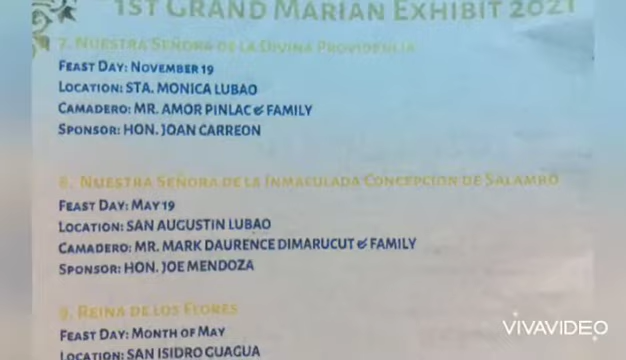 1ST GRAND MARIAN EXHIBIT 2021
7. NUESTRA SEÑORA DE LA DIVINA PROVIDENCIA
FEAST DAY: NOVEMBER 19
LOCATION: STA. MONICA LUBAO
CAMADERO: MR. AMOR PINLAC & FAMILY
SPONSOR: HON. JOAN CARREON
8. NUESTRA SEÑORA DE LA INMACULADA CONCEPCION DE SALAMBÓ
FEAST DAY: MAY 19
LOCATION: SAN AUGUSTIN LUBAO
CAMADERO: MR. MARK DAURENCE DIMARUCUT & FAMILY
SPONSOR: HON. JOE MENDOZA
9. REINA DE LOS FLORES
FEAST DAY: MONTH OF MAY
LOCATION: SAN ISIDRO GUAGUA
VIVAVIDEO